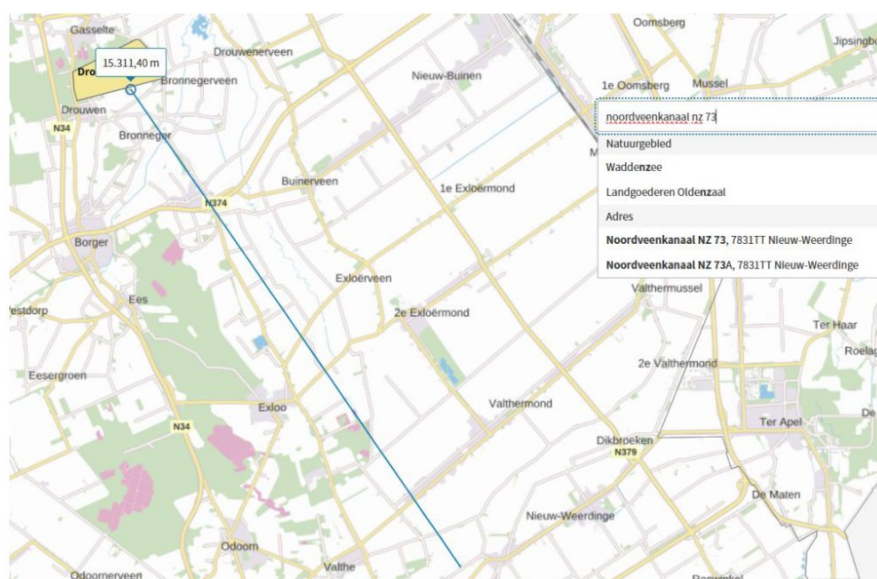 Gasselte
15.311,40 m
Dro
Drouwenerveen
Bronnegerveen
Drouwen
N34
Bronneger
Nieuw-Buinen
Oomsberg
Jipsingbo
1e Oomsberg
Mussel
noordveenkanaal nz 73
Natuurgebied
Waddenzee
Landgoederen Oldenzaal
Adres
Noordveenkanaal NZ 73, 7831TT Nieuw-Weerdinge
Noordveenkanaal NZ 73A, 7831TT Nieuw-Weerdinge
M
Buinerveen
1e Exloërmond
N374
Borger
Exloërveen
Ees
estdorp
2e Exloërmond
Valthermussel
Ter Haar
Roelag
Eesergroen
2e Valthermond
Exloo
Valthermond
Ter Apel
De
N34
Dikbroeken
N379
De Maten
Nieuw-Weerdinge
Odoorn
Valthe
Odoornerveen